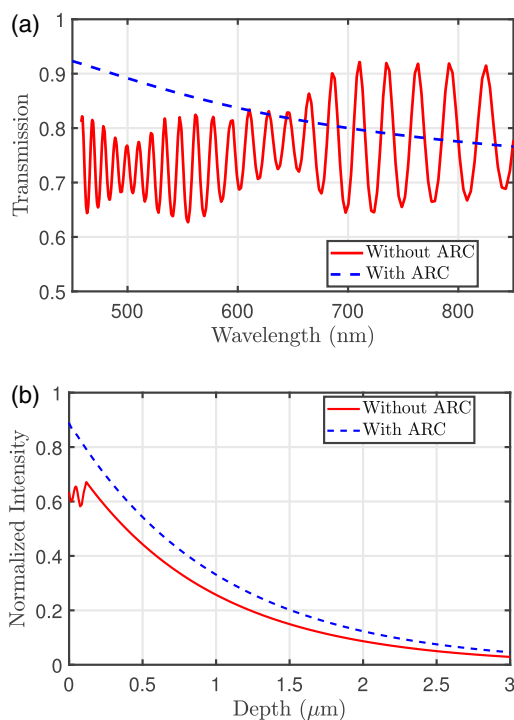 (a)
1
0.9
0.8
0.7
0.6
0.5
Transmission
Without ARC
With ARC
500 600 700 800
Wavelength (nm)
(b)
1
0.8
0.6
0.4
0.2
0
Normalized Intensity
Without ARC
With ARC
0 0.5 1 1.5 2 2.5 3
Depth (μm)